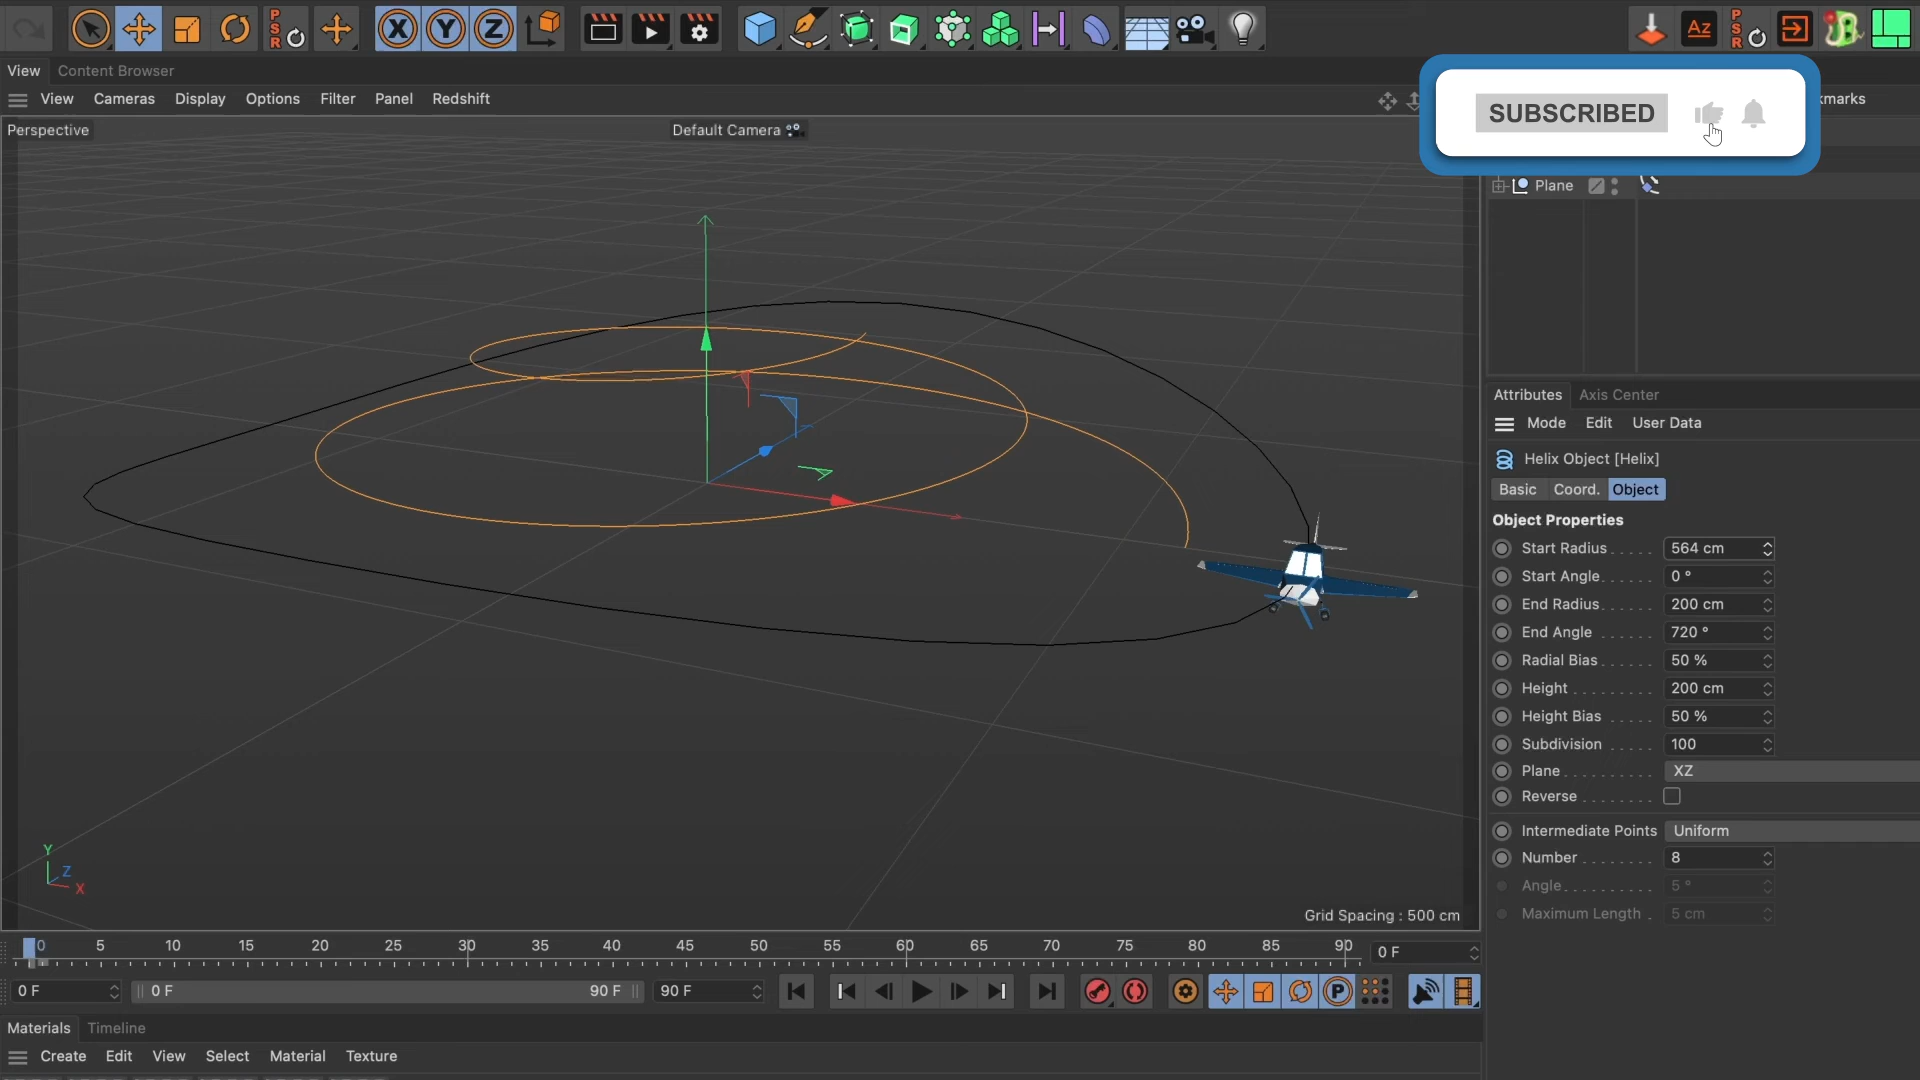 P
S
R
X
Y
Z
Az
P
S
R
View Content Browser
View Cameras Display Options Filter Panel Redshift
SUBSCRIBED
kmarks
Perspective
Default Camera
Plane
Attributes Axis Center
Mode Edit User Data
Helix Object [Helix]
Basic Coord. Object
Object Properties
Start Radius 564 cm
Start Angle 0 °
End Radius 200 cm
End Angle 720 °
Radial Bias 50 %
Height 200 cm
Height Bias 50 %
Subdivision 100
Plane XZ
Reverse
Intermediate Points Uniform
Number 8
Angle 5 °
Maximum Length 5 cm
Y
Z
X
Grid Spacing : 500 cm
0 5 10 15 20 25 30 35 40 45 50 55 60 65 70 75 80 85 90 0 F
0 F 0 F 90 F 90 F P
Materials Timeline
Create Edit View Select Material Texture